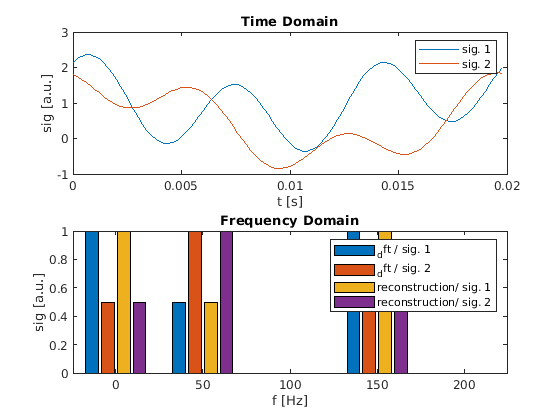 Time Domain
3
2
1
0
-1
sig [a.u.]
sig. 1
sig. 2
0
0.005
0.01
0.015
0.02
t [s]
Frequency Domain
1
0.8
0.6
0.4
0.2
0
sig [a.u.]
dft / sig. 1
dft / sig. 2
reconstruction/ sig. 1
reconstruction/ sig. 2
0
50
100
150
200
f [Hz]